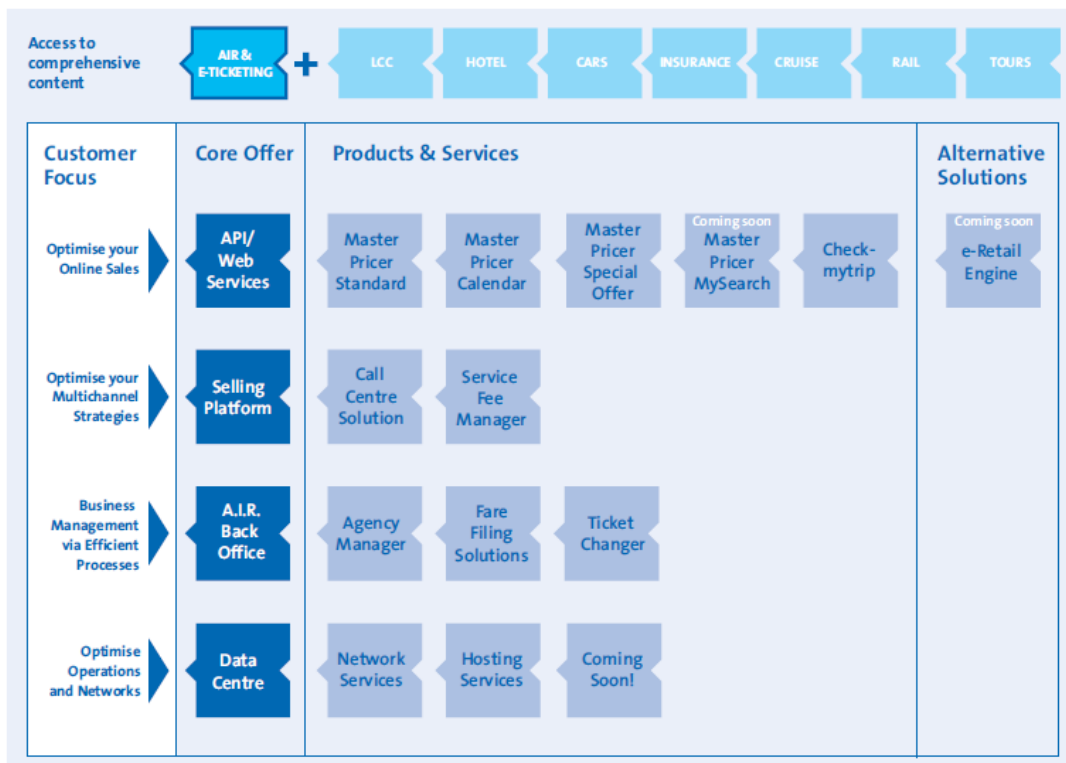 Access to
comprehensive
content
AIR &
E-TICKETING
+
LCC
HOTEL
CARS
INSURANCE
CRUISE
RAIL
TOURS
Customer
Focus
Core Offer
Products & Services
Alternative
Solutions
Optimise your
Online Sales
API/
Web
Services
Master
Pricer
Standard
Master
Pricer
Calendar
Master
Pricer
Special
Offer
Coming soon
Master
Pricer
MySearch
Check-
mytrip
Coming soon
e-Retail
Engine
Optimise your
Multichannel
Strategies
Selling
Platform
Call
Centre
Solution
Service
Fee
Manager
Business
Management
via Efficient
Processes
A.I.R.
Back
Office
Agency
Manager
Fare
Filing
Solutions
Ticket
Changer
Optimise
Operations
and Networks
Data
Centre
Network
Services
Hosting
Services
Coming
Soon!